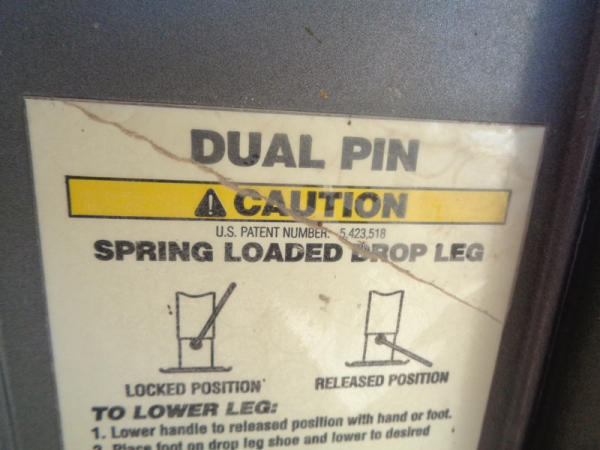 DUAL PIN
CAUTION
U.S. PATENT NUMBER: 5,423,518
SPRING LOADED DROP LEG
LOCKED POSITION
RELEASED POSITION
TO LOWER LEG:
1. Lower handle to released position with hand or foot.
2. Place foot on drop leg shoe and lower to desired